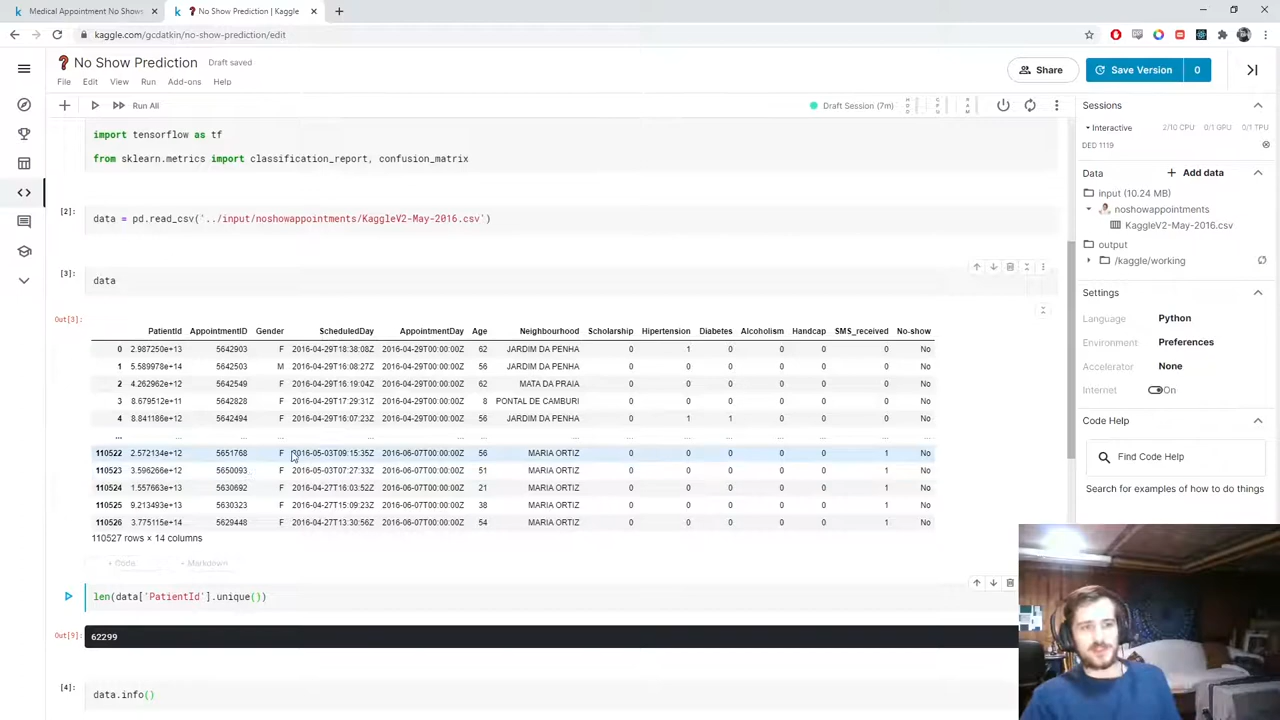 Medical Appointment No Shows
No Show Prediction | Kaggle
kaggle.com/gcdatkin/no-show-prediction/edit
No Show Prediction
Draft saved
File Edit View Run Add-ons Help
Share
Save Version
0
Run All
Draft Session (7m)
import tensorflow as tf
from sklearn.metrics import classification_report, confusion_matrix
[2]:
data = pd.read_csv('../input/noshowappointments/KaggleV2-May-2016.csv')
[3]:
data
Out[3]:
PatientId AppointmentID Gender ScheduledDay AppointmentDay Age Neighbourhood Scholarship Hipertension Diabetes Alcoholism Handcap SMS_received No-show
0 2.987250e+13 5642903 F 2016-04-29T18:38:08Z 2016-04-29T00:00:00Z 62 JARDIM DA PENHA 0 1 0 0 0 0 No
1 5.589978e+14 5642503 M 2016-04-29T16:08:27Z 2016-04-29T00:00:00Z 56 JARDIM DA PENHA 0 0 0 0 0 0 No
2 4.262962e+12 5642549 F 2016-04-29T16:19:04Z 2016-04-29T00:00:00Z 62 MATA DA PRAIA 0 0 0 0 0 0 No
3 8.679512e+11 5642828 F 2016-04-29T17:29:31Z 2016-04-29T00:00:00Z 8 PONTAL DE CAMBURI 0 0 0 0 0 0 No
4 8.841186e+12 5642494 F 2016-04-29T16:07:23Z 2016-04-29T00:00:00Z 56 JARDIM DA PENHA 0 1 1 0 0 0 No
... ... ... ... ... ... ... ... ... ... ... ... ... ... ...
110522 2.572134e+12 5651768 F 2016-05-03T09:15:35Z 2016-06-07T00:00:00Z 56 MARIA ORTIZ 0 0 0 0 0 1 No
110523 3.596266e+12 5650093 F 2016-05-03T07:27:33Z 2016-06-07T00:00:00Z 51 MARIA ORTIZ 0 0 0 0 0 1 No
110524 1.557663e+13 5630692 F 2016-04-27T16:03:52Z 2016-06-07T00:00:00Z 21 MARIA ORTIZ 0 0 0 0 0 1 No
110525 9.213493e+13 5630323 F 2016-04-27T15:09:23Z 2016-06-07T00:00:00Z 38 MARIA ORTIZ 0 0 0 0 0 1 No
110526 3.775115e+14 5629448 F 2016-04-27T13:30:56Z 2016-06-07T00:00:00Z 54 MARIA ORTIZ 0 0 0 0 0 1 No
110527 rows × 14 columns
+ Code + Markdown
len(data['PatientId'].unique())
Out[9]:
62299
[4]:
data.info()
Sessions
Interactive 2/10 CPU 0/1 GPU 0/1 TPU
DED 1119
Data
+ Add data
input (10.24 MB)
noshowappointments
KaggleV2-May-2016.csv
output
/kaggle/working
Settings
Language Python
Environment Preferences
Accelerator None
Internet On
Code Help
Find Code Help
Search for examples of how to do things